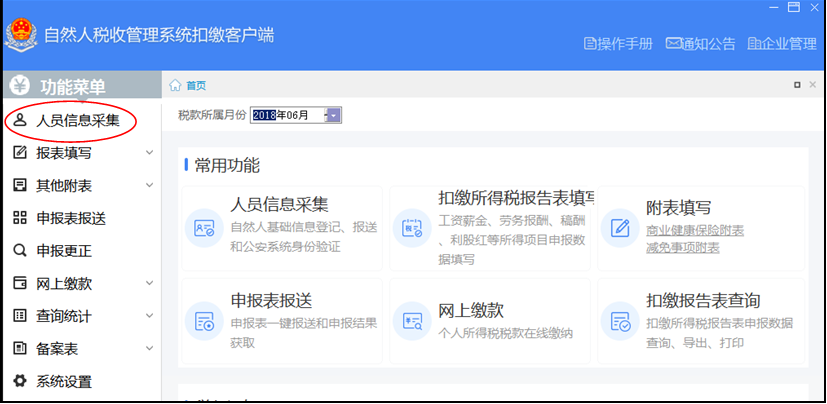 自然人税收管理系统扣缴客户端
操作手册 通知公告 企业管理
功能菜单
首页
人员信息采集
报表填写
其他附表
申报表报送
申报更正
网上缴款
查询统计
备案表
系统设置
税款所属月份 2018年06月
常用功能
人员信息采集
自然人基础信息登记、报送
和公安系统身份验证
扣缴所得税报告表填写
工资薪金、劳务报酬、稿酬
、利股红等所得项目申报数
据填写
附表填写
商业健康保险附表
减免事项附表
申报表报送
申报表一键报送和申报结果
获取
网上缴款
个人所得税税款在线缴纳
扣缴报告表查询
扣缴所得税报告表申报数据
查询、导出、打印